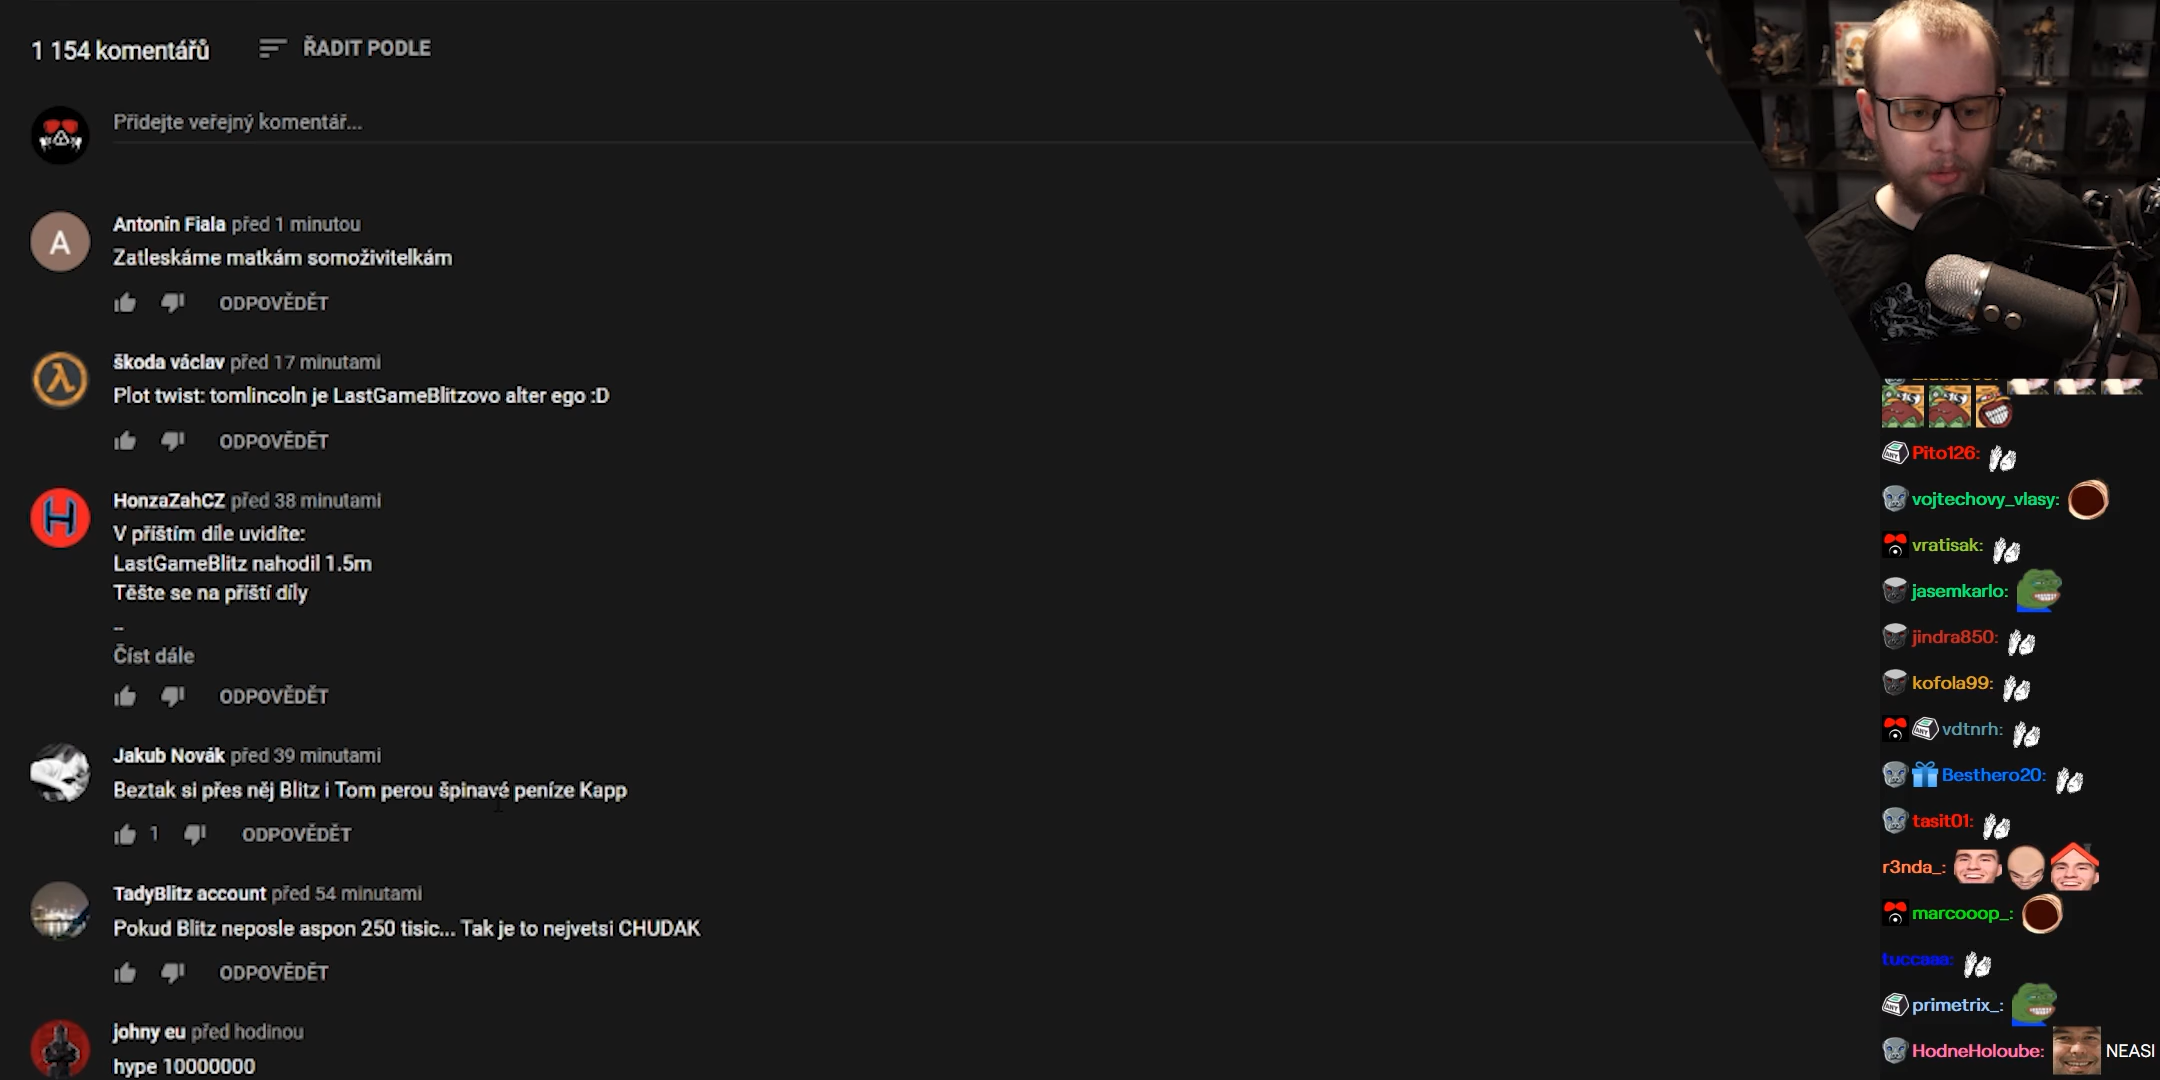 1 154 komentářů
ŘADIT PODLE
Přidejte veřejný komentář...
Antonín Fiala před 1 minutou
Zatleskáme matkám somoživitelkám
ODPOVĚDĚT
škoda václav před 17 minutami
Plot twist: tomlincoln je LastGameBlitzovo alter ego :D
ODPOVĚDĚT
HonzaZahCZ před 38 minutami
V příštím díle uvidíte:
LastGameBlitz nahodil 1.5m
Těšte se na příští díly
--
Číst dále
ODPOVĚDĚT
Jakub Novák před 39 minutami
Beztak si přes něj Blitz i Tom perou špinavé peníze Kapp
1 ODPOVĚDĚT
TadyBlitz account před 54 minutami
Pokud Blitz neposle aspon 250 tisic... Tak je to nejvetsi CHUDAK
ODPOVĚDĚT
johny eu před hodinou
hype 10000000
Pito126:
vojtechovy_vlasy:
vratisak:
jasemkarlo:
jindra850:
kofola99:
vdtnrh:
Besthero20:
tasit01:
r3nda_:
marcooop_:
tuccaaa:
primetrix_:
HodneHoloube: NEASI